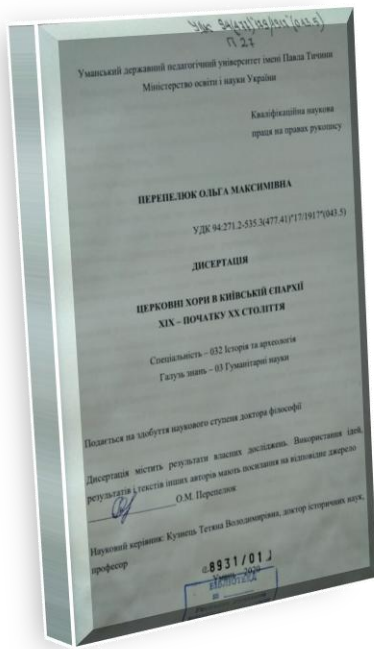 Уманський державний педагогічний університет імені Павла Тичини
Міністерство освіти і науки України
Кваліфікаційна наукова
праця на правах рукопису
ПЕРЕПЕЛЮК ОЛЬГА МАКСИМІВНА
УДК 94:271.2-535.3(477.41)"17/1917"(043.5)
ДИСЕРТАЦІЯ
ЦЕРКОВНІ ХОРИ В КИЇВСЬКІЙ ЄПАРХІЇ
ХІХ – ПОЧАТКУ ХХ СТОЛІТТЯ
Спеціальність – 032 Історія та археологія
Галузь знань – 03 Гуманітарні науки
Подається на здобуття наукового ступеня доктора філософії
Дисертація містить результати власних досліджень. Використання ідей,
результатів і текстів інших авторів мають посилання на відповідне джерело
О.М. Перепелюк
Науковий керівник: Кузнець Тетяна Володимирівна, доктор історичних наук,
професор
8931/01
2020
БІБЛІОТЕКА